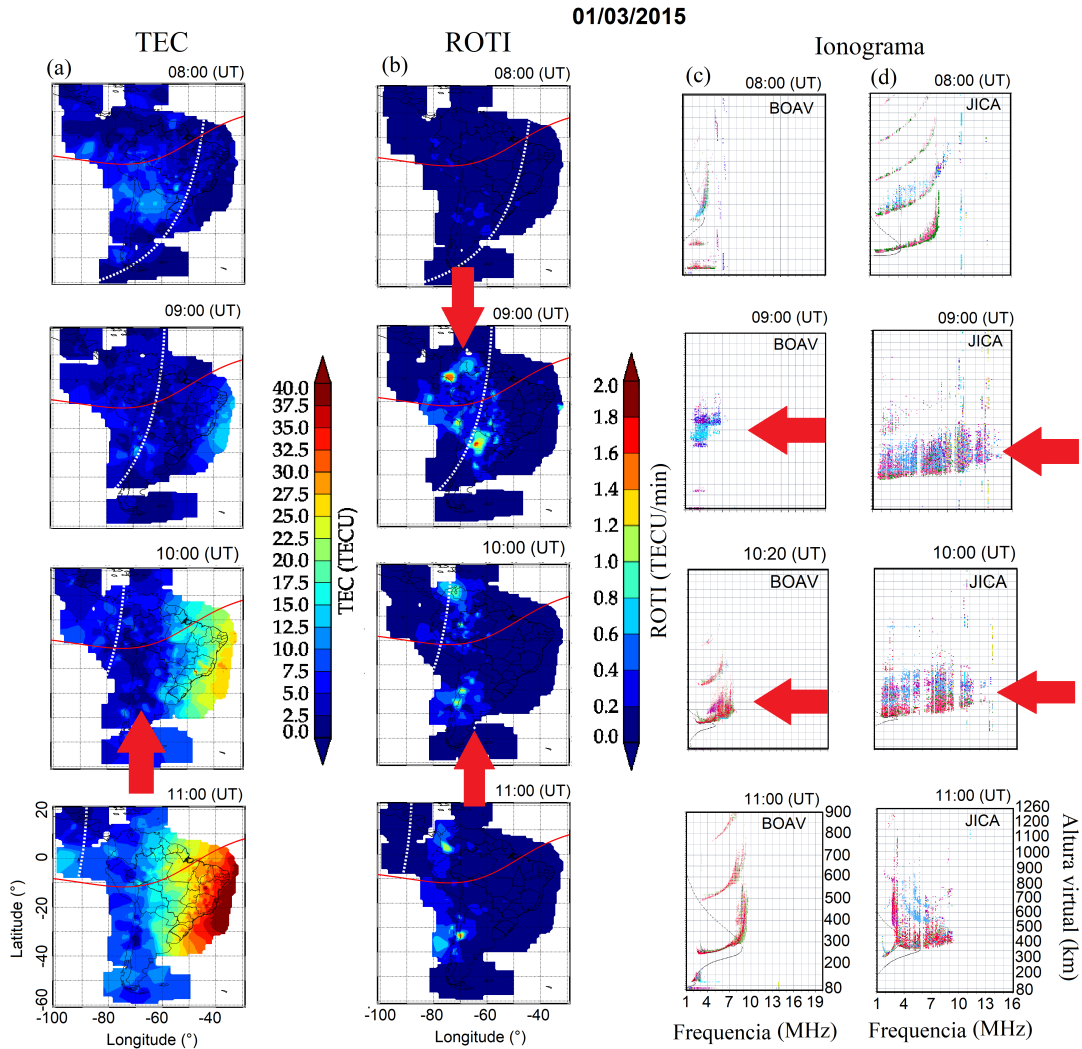 01/03/2015
TEC
ROTI
Ionograma
(a)
08:00 (UT)
(b)
08:00 (UT)
(c)
08:00 (UT)
BOAV
(d)
08:00 (UT)
JICA
09:00 (UT)
09:00 (UT)
09:00 (UT)
BOAV
09:00 (UT)
JICA
40.0
37.5
35.0
32.5
30.0
27.5
25.0
22.5
20.0
17.5
15.0
12.5
10.0
7.5
5.0
2.5
0.0
TEC (TECU)
2.0
1.8
1.6
1.4
1.2
1.0
0.8
0.6
0.4
0.2
0.0
ROTI (TECU/min)
10:00 (UT)
10:00 (UT)
10:20 (UT)
BOAV
10:00 (UT)
JICA
11:00 (UT)
11:00 (UT)
11:00 (UT)
BOAV
11:00 (UT)
JICA
20
0
-20
-40
-60
Latitude (°)
-100 -80 -60 -40
Longitude (°)
-100 -80 -60 -40
Longitude (°)
900
800
700
600
500
400
300
200
80
1 4 7 10 13 16 19
Frequencia (MHz)
1260
1100
1000
900
800
700
600
500
400
300
200
80
1 4 7 10 13 16
Frequencia (MHz)
Altura virtual (km)